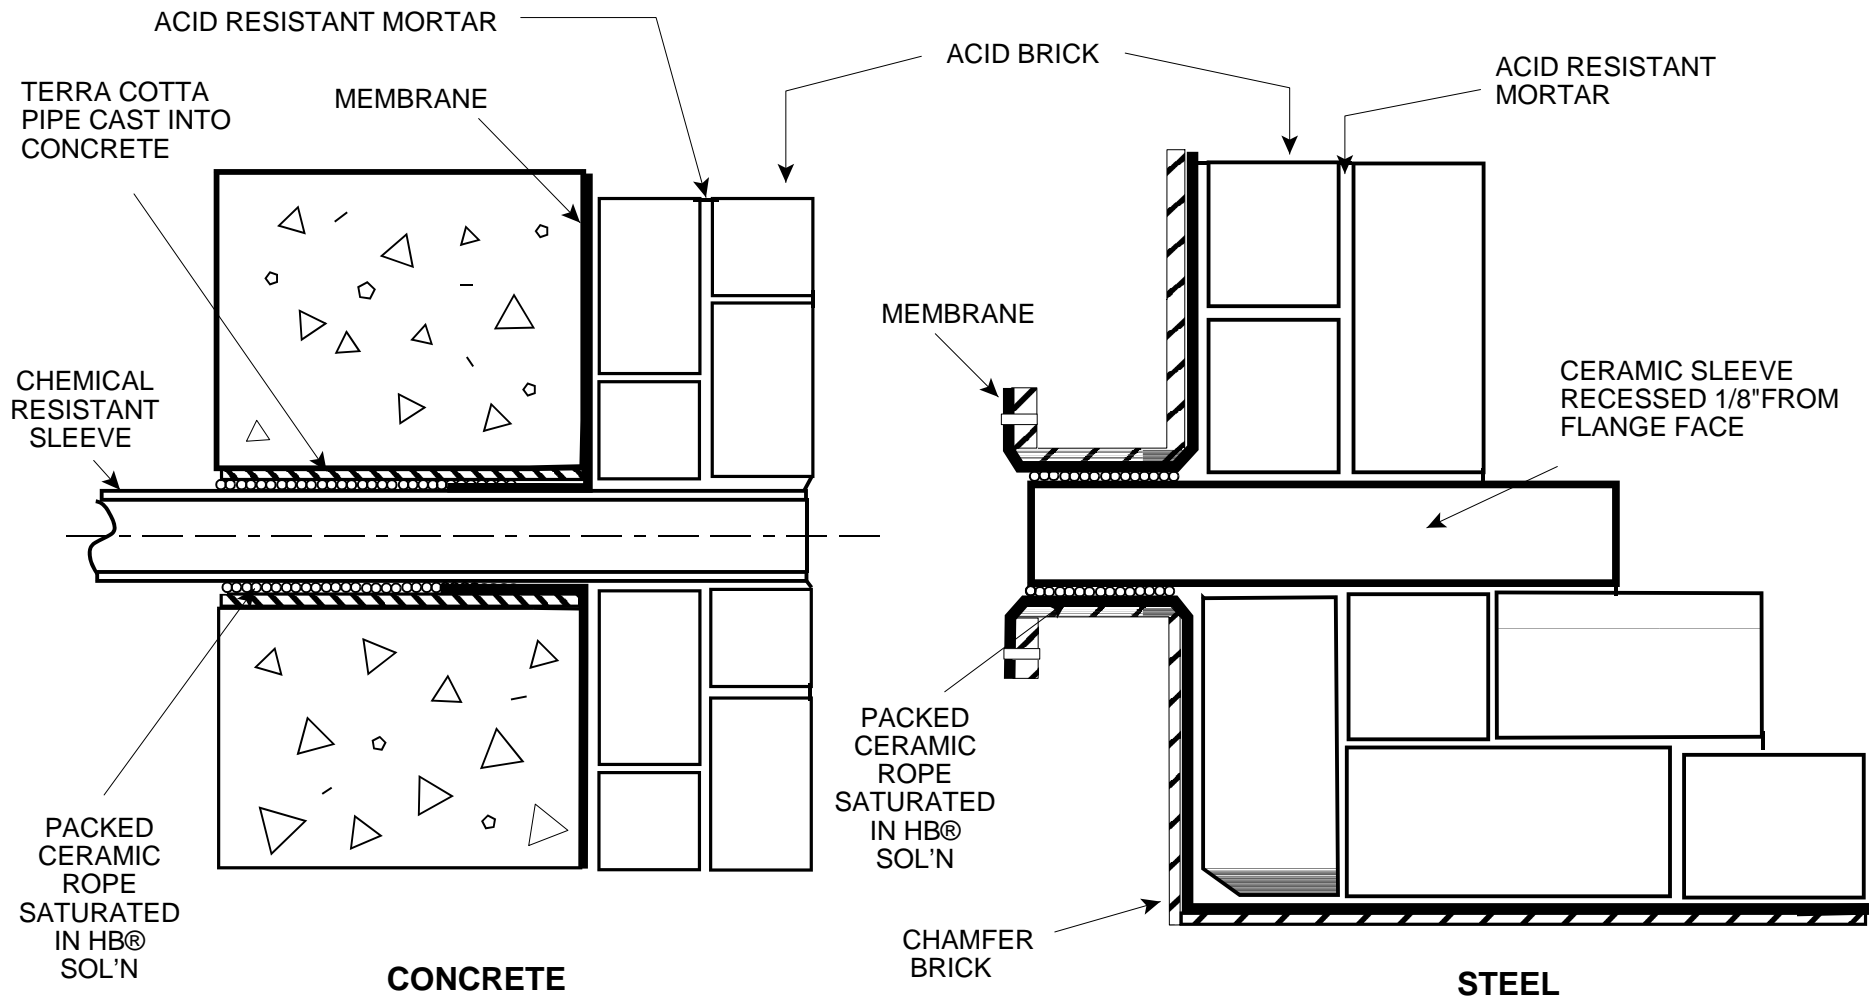 ACID RESISTANT MORTAR
ACID BRICK
ACID RESISTANT
MORTAR
TERRA COTTA
PIPE CAST INTO
CONCRETE
MEMBRANE
MEMBRANE
CHEMICAL
RESISTANT
SLEEVE
CERAMIC SLEEVE
RECESSED 1/8"FROM
FLANGE FACE
PACKED
CERAMIC
ROPE
SATURATED
IN HB®
SOL'N
PACKED
CERAMIC
ROPE
SATURATED
IN HB®
SOL'N
CHAMFER
BRICK
CONCRETE
STEEL